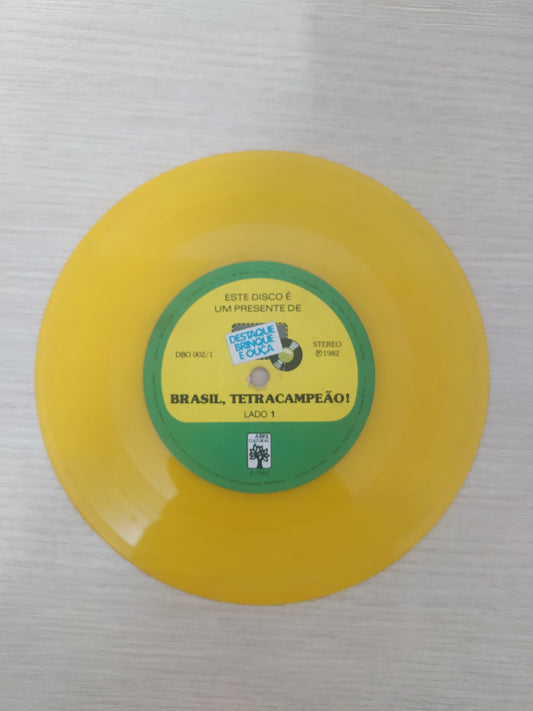 ESTE DISCO É
UM PRESENTE DE
DESTAQUE
BRINQUE
E OUÇA
DBO 002/1
STEREO
℗ 1982
BRASIL, TETRACAMPEÃO!
LADO 1
ABRIL
CULTURAL